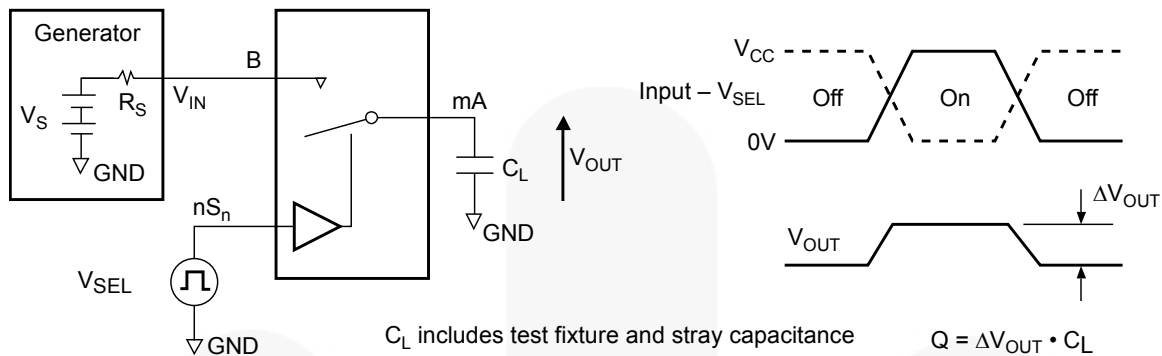 Generator
V_S
R_S
GND
V_IN
B
mA
C_L
GND
V_OUT
nS_n
V_SEL
GND
V_CC
Input – V_SEL
Off
On
Off
0V
V_OUT
ΔV_OUT
C_L includes test fixture and stray capacitance
Q = ΔV_OUT • C_L